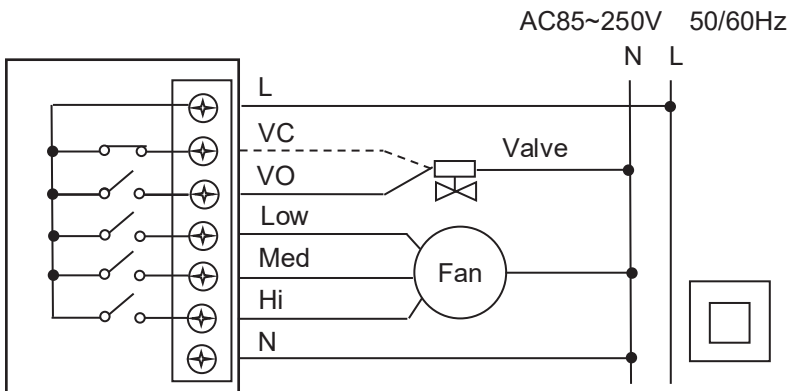 AC85~250V 50/60Hz
N L
L
VC
Valve
VO
Low
Med
Fan
Hi
N